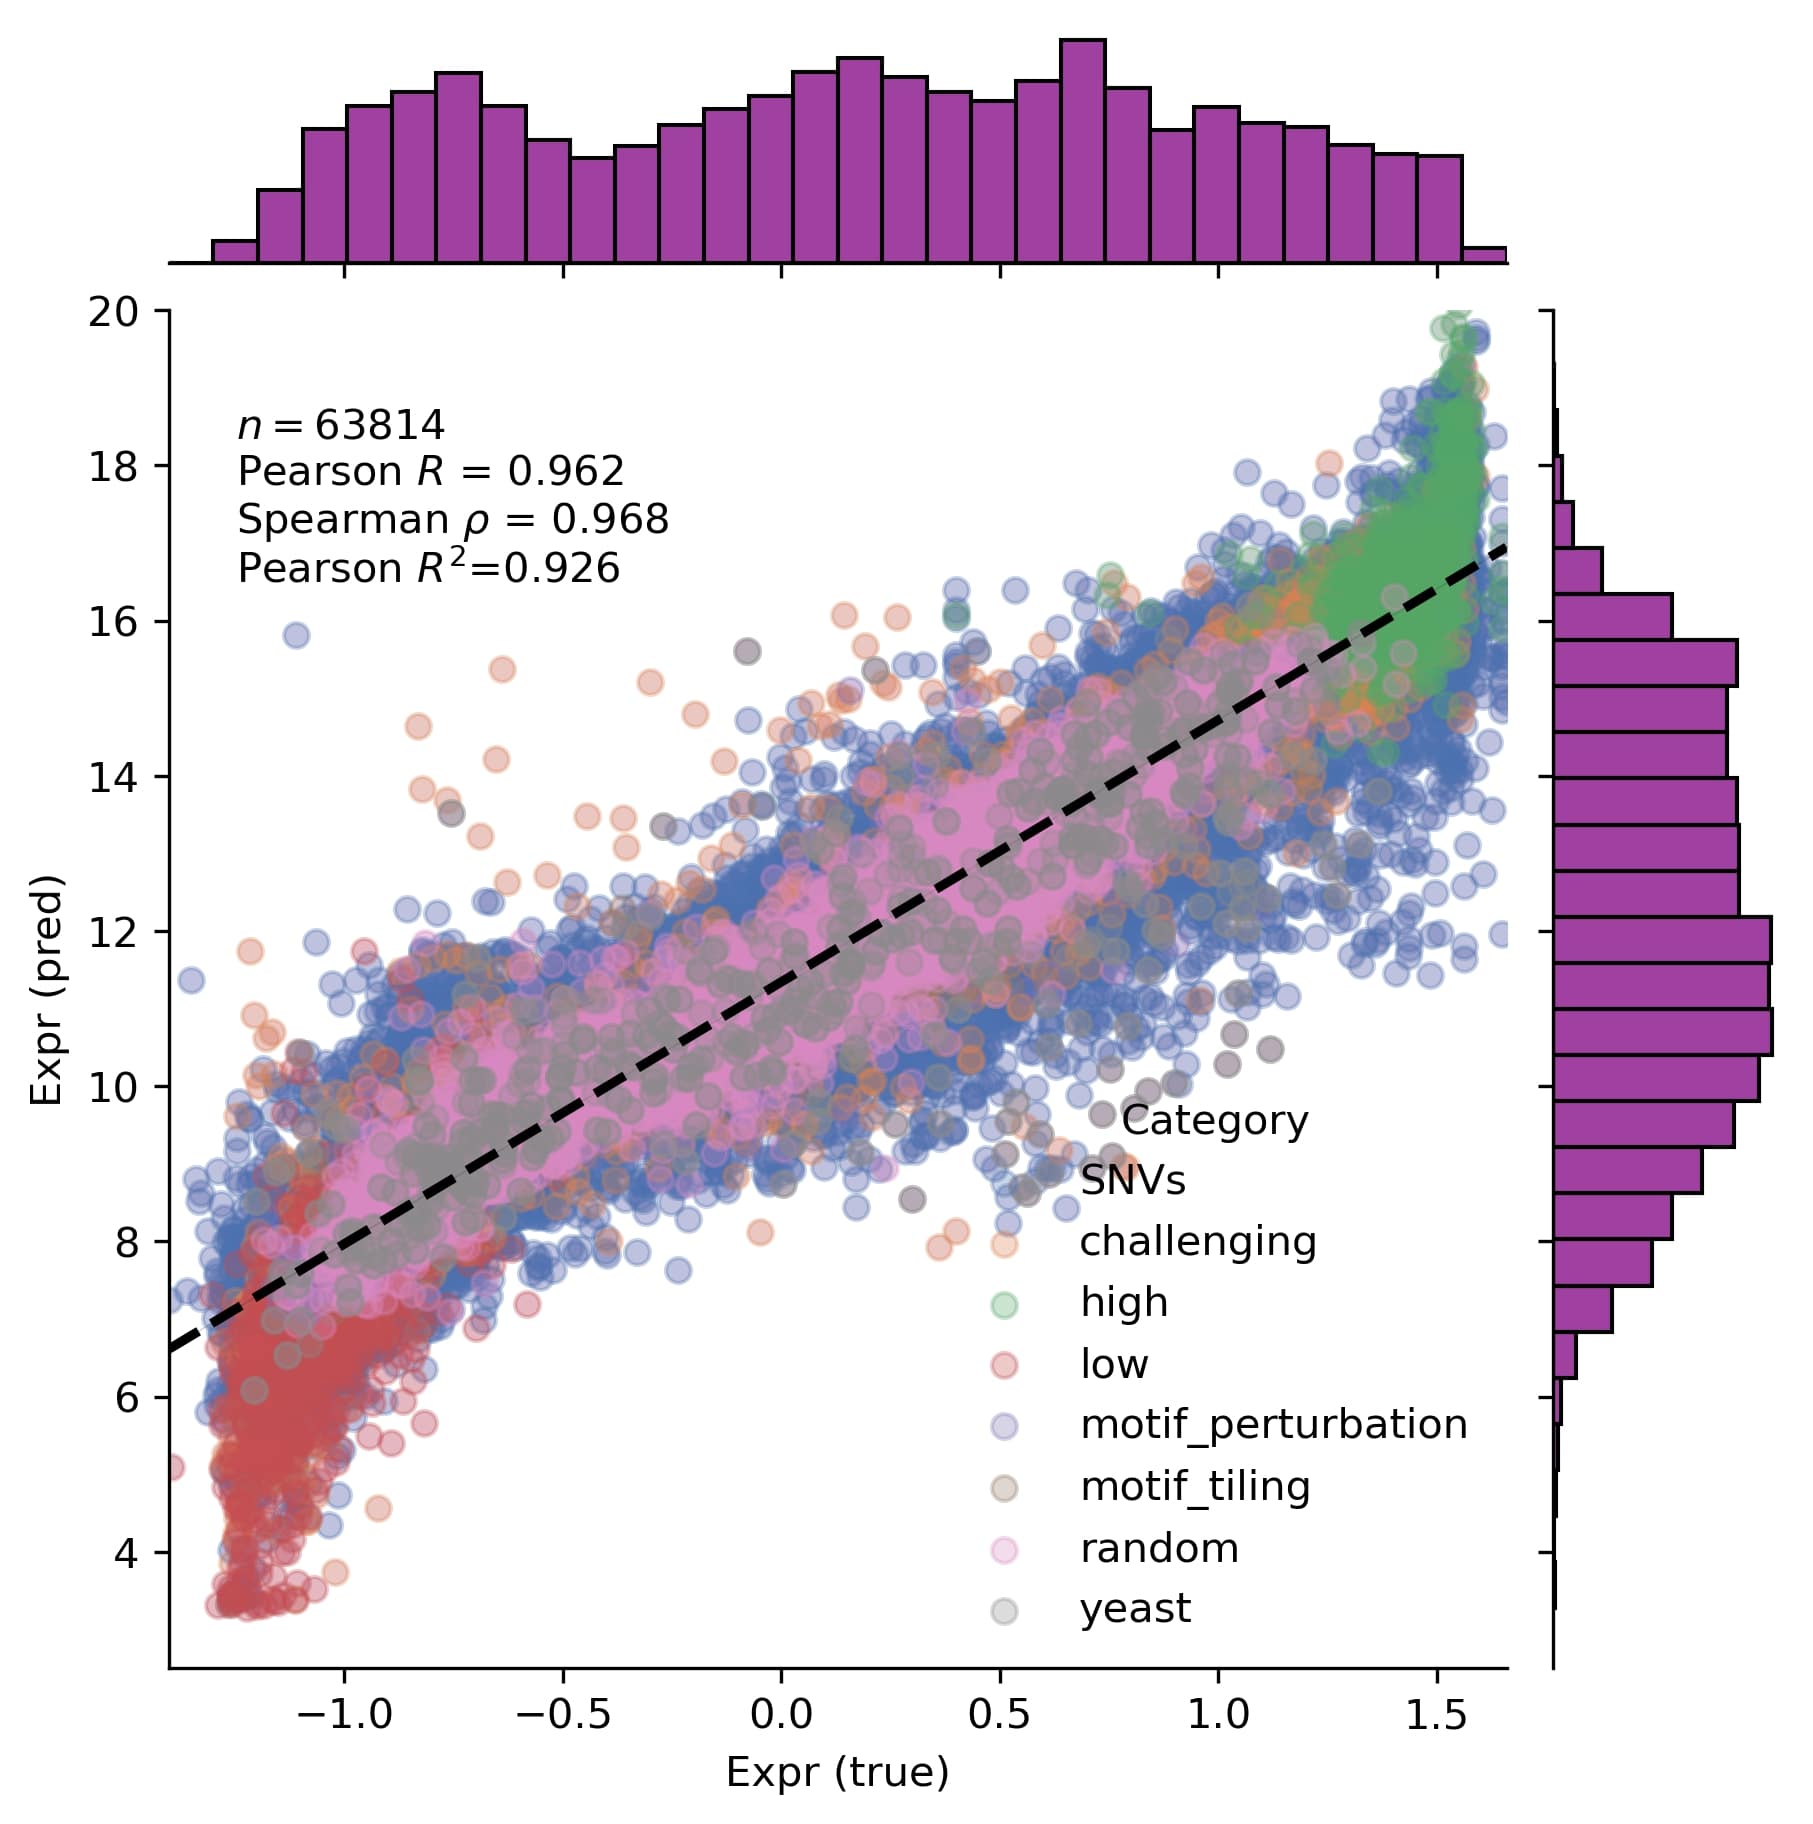 n = 63814
Pearson R = 0.962
Spearman ρ = 0.968
Pearson R²=0.926
Expr (pred)
20
18
16
14
12
10
8
6
4
Category
SNVs
challenging
high
low
motif_perturbation
motif_tiling
random
yeast
−1.0 −0.5 0.0 0.5 1.0 1.5
Expr (true)